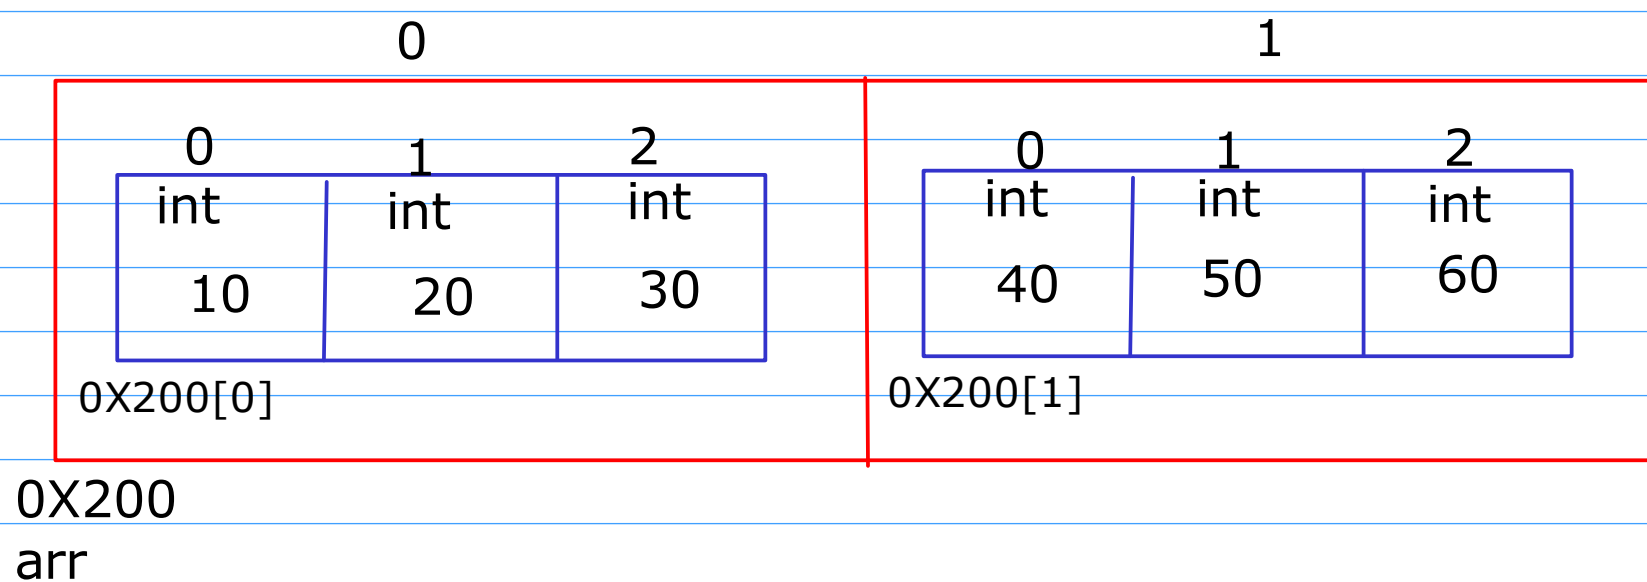 0 1
0 1 2 0 1 2
int int int int int int
10 20 30 40 50 60
0X200[0] 0X200[1]
0X200
arr